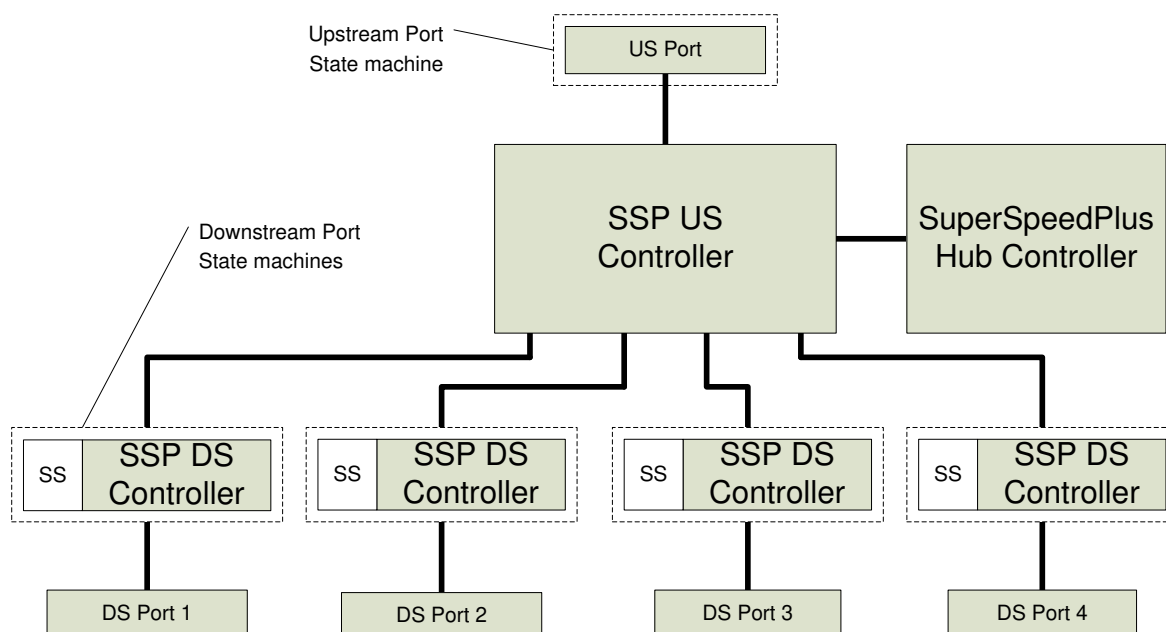 Upstream Port
State machine
US Port
SSP US
Controller
SuperSpeedPlus
Hub Controller
Downstream Port
State machines
SS
SSP DS
Controller
SS
SSP DS
Controller
SS
SSP DS
Controller
SS
SSP DS
Controller
DS Port 1
DS Port 2
DS Port 3
DS Port 4